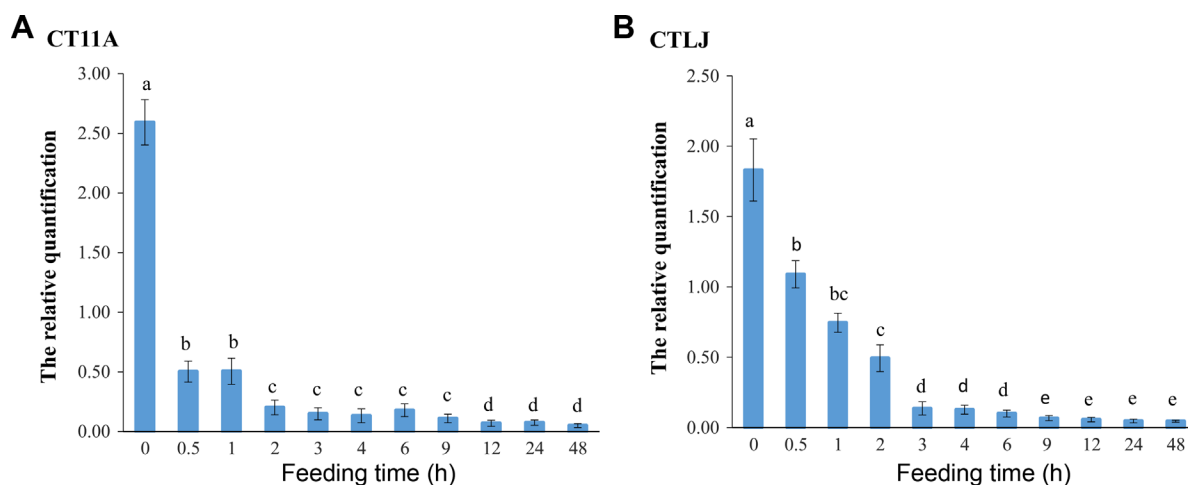 A CT11A
The relative quantification
3.00
2.50
2.00
1.50
1.00
0.50
0.00
a
b
b
c
c
c
c
c
d
d
d
0 0.5 1 2 3 4 6 9 12 24 48
Feeding time (h)
B CTLJ
The relative quantification
2.50
2.00
1.50
1.00
0.50
0.00
a
b
bc
c
d
d
d
e
e
e
e
0 0.5 1 2 3 4 6 9 12 24 48
Feeding time (h)